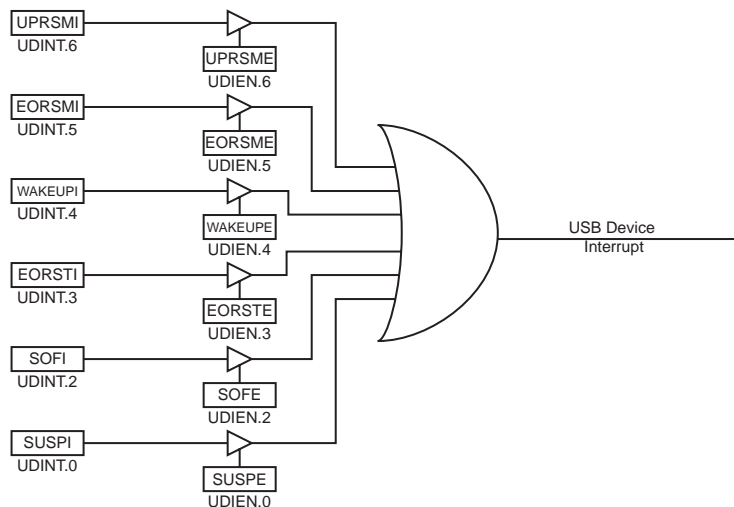 UPRSMI
UDINT.6
UPRSME
UDIEN.6
EORSMI
UDINT.5
EORSME
UDIEN.5
WAKEUPI
UDINT.4
WAKEUPE
UDIEN.4
EORSTI
UDINT.3
EORSTE
UDIEN.3
SOFI
UDINT.2
SOFE
UDIEN.2
SUSPI
UDINT.0
SUSPE
UDIEN.0
USB Device
Interrupt